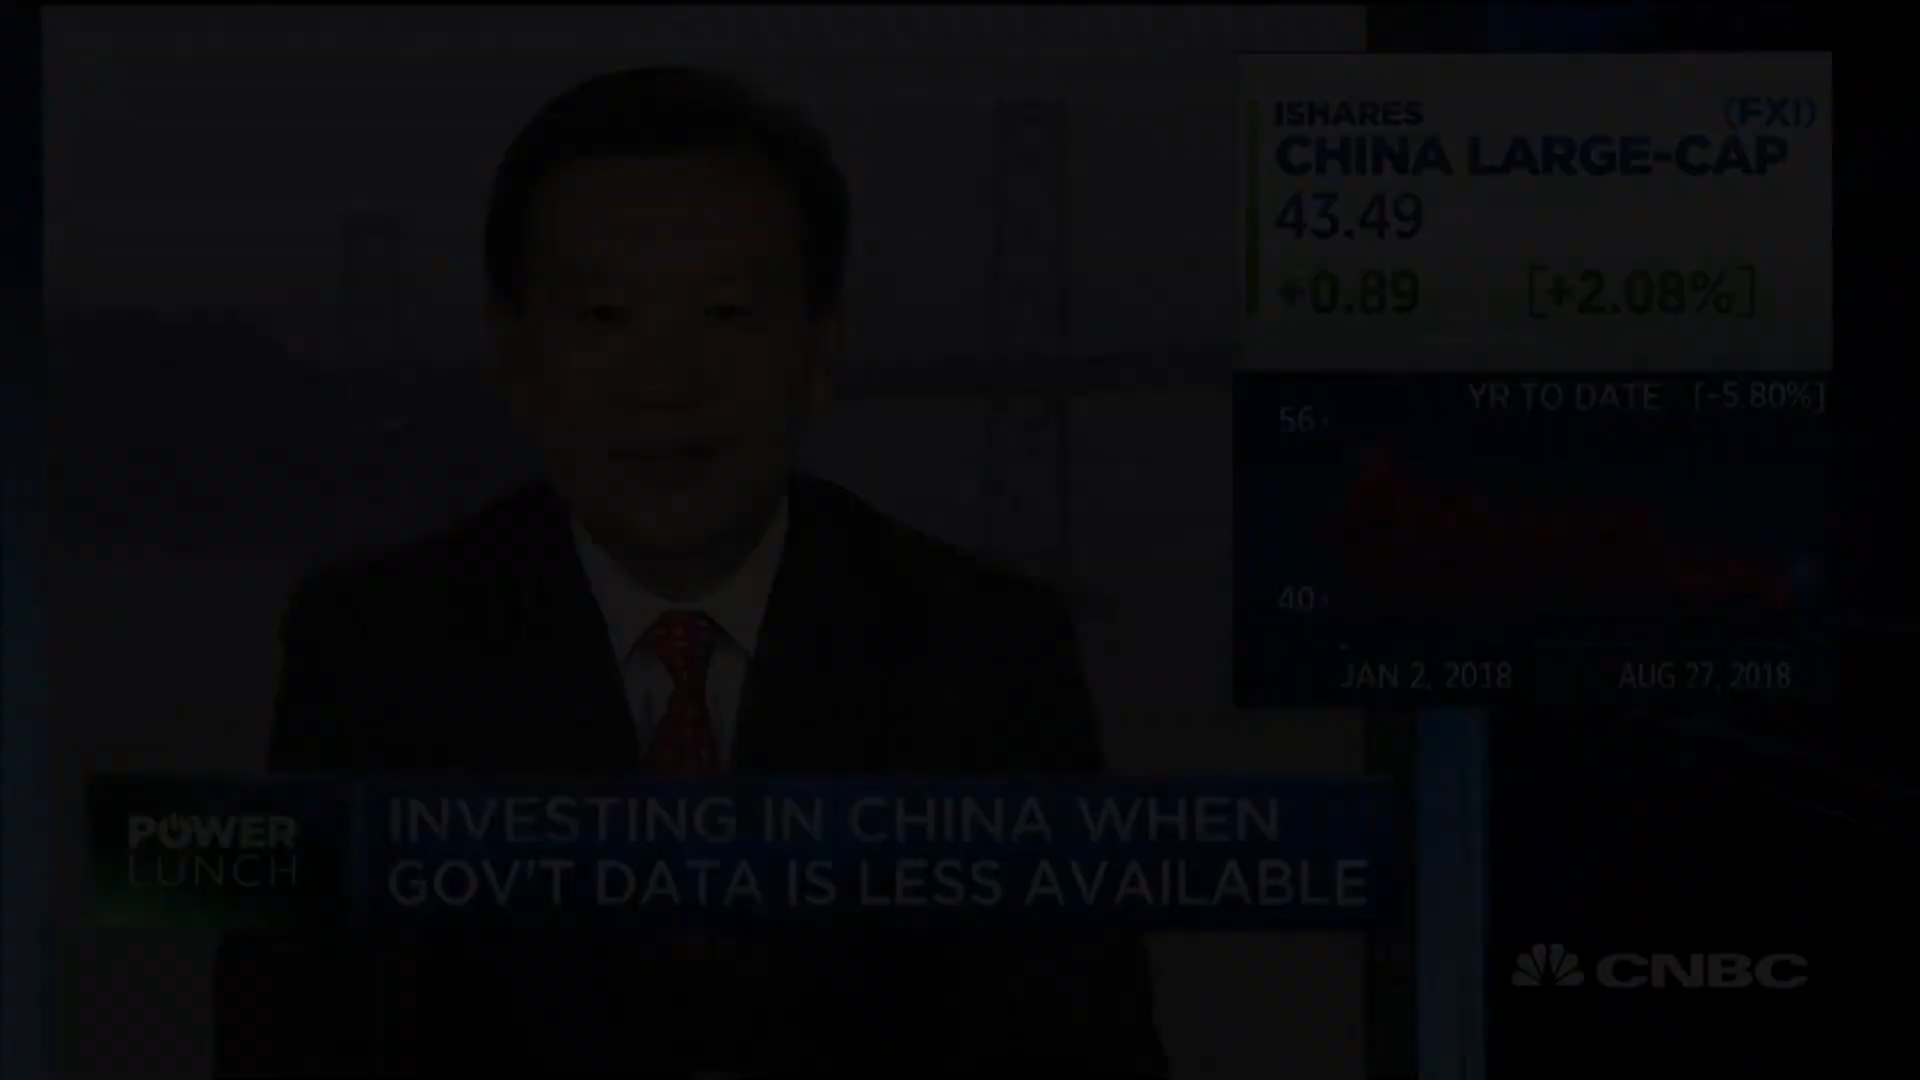 ISHARES (FXI)
CHINA LARGE-CAP
43.49
+0.89 [+2.08%]
YR TO DATE [-5.80%]
56
40
JAN 2, 2018 AUG 27, 2018
POWER
LUNCH
INVESTING IN CHINA WHEN
GOV'T DATA IS LESS AVAILABLE
CNBC